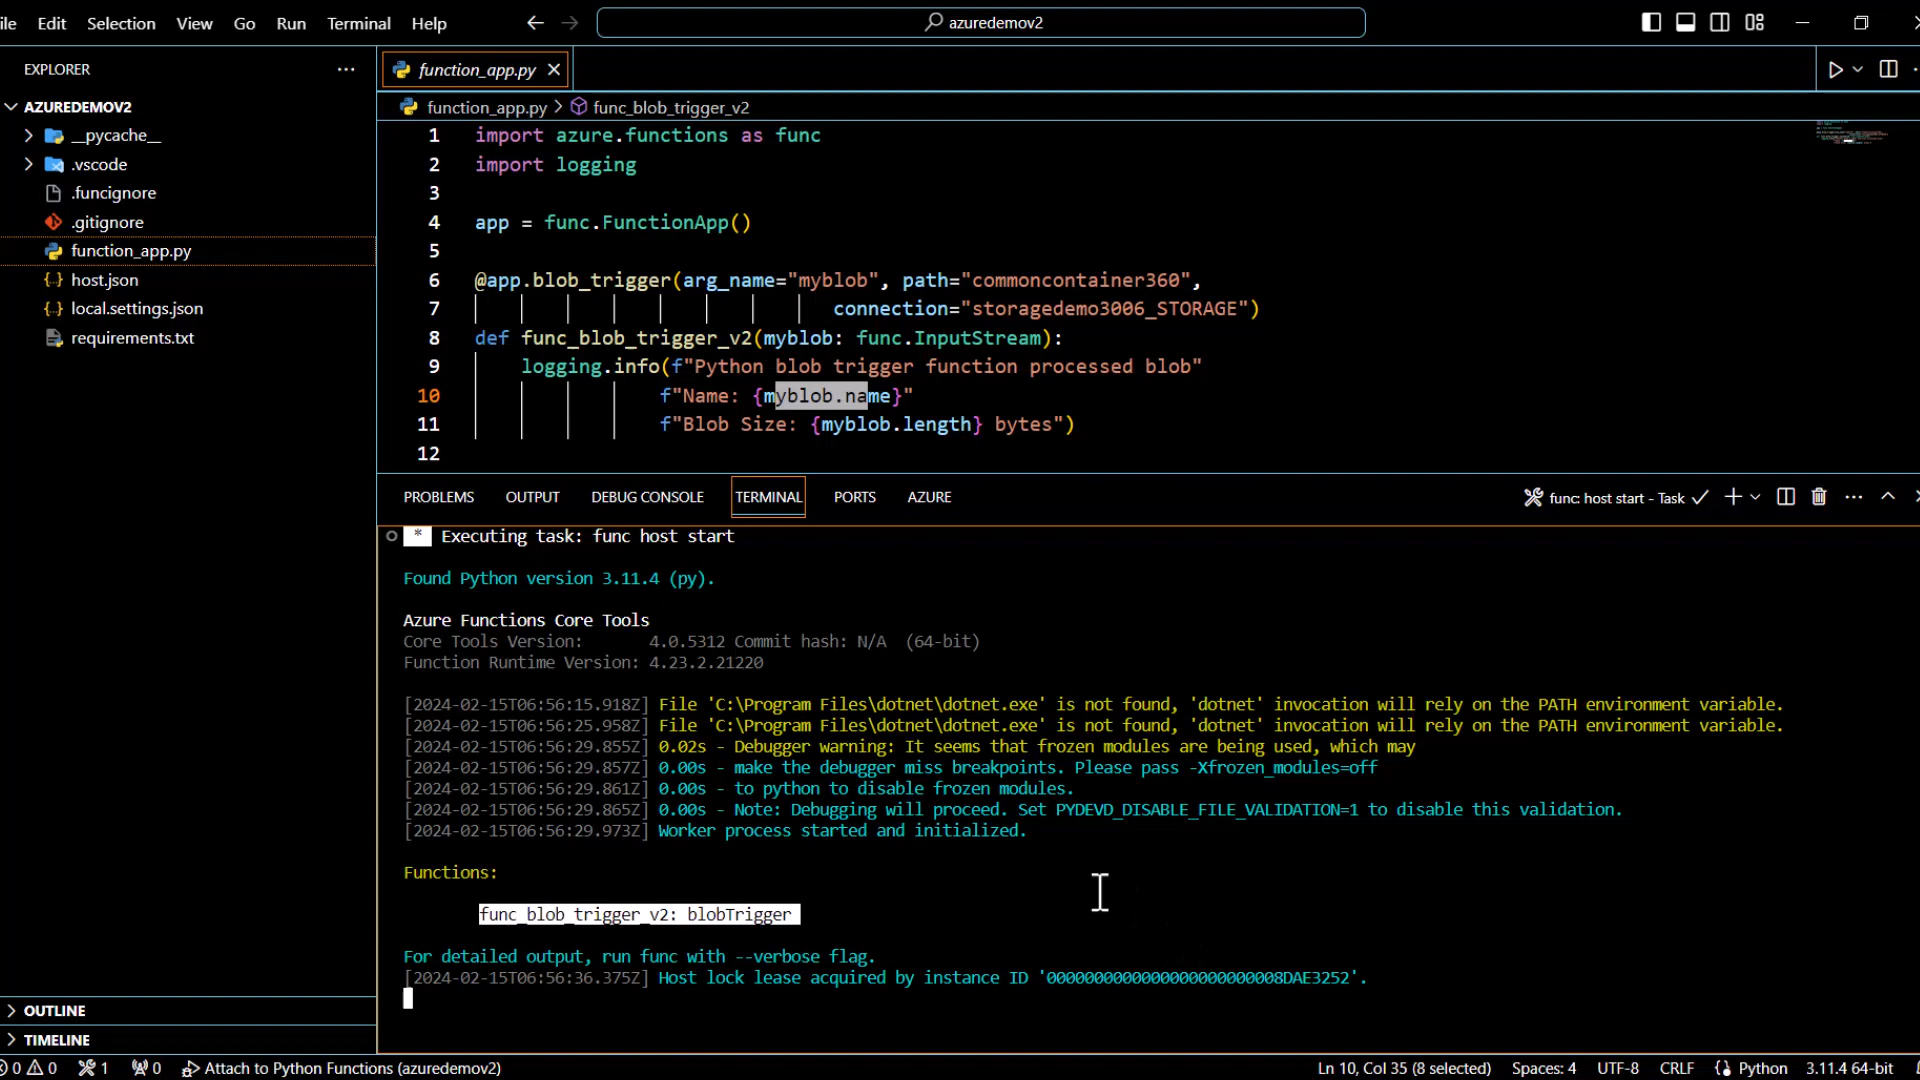 ile Edit Selection View Go Run Terminal Help
azuredemov2
EXPLORER
AZUREDEMOV2
__pycache__
.vscode
.funcignore
.gitignore
function_app.py
host.json
local.settings.json
requirements.txt
OUTLINE
TIMELINE
function_app.py
function_app.py > func_blob_trigger_v2
1 import azure.functions as func
2 import logging
3
4 app = func.FunctionApp()
5
6 @app.blob_trigger(arg_name="myblob", path="commoncontainer360",
7 connection="storagedemo3006_STORAGE")
8 def func_blob_trigger_v2(myblob: func.InputStream):
9 logging.info(f"Python blob trigger function processed blob"
10 f"Name: {myblob.name}"
11 f"Blob Size: {myblob.length} bytes")
12
PROBLEMS OUTPUT DEBUG CONSOLE TERMINAL PORTS AZURE func: host start - Task
* Executing task: func host start
Found Python version 3.11.4 (py).
Azure Functions Core Tools
Core Tools Version: 4.0.5312 Commit hash: N/A (64-bit)
Function Runtime Version: 4.23.2.21220
[2024-02-15T06:56:15.918Z] File 'C:\Program Files\dotnet\dotnet.exe' is not found, 'dotnet' invocation will rely on the PATH environment variable.
[2024-02-15T06:56:25.958Z] File 'C:\Program Files\dotnet\dotnet.exe' is not found, 'dotnet' invocation will rely on the PATH environment variable.
[2024-02-15T06:56:29.855Z] 0.02s - Debugger warning: It seems that frozen modules are being used, which may
[2024-02-15T06:56:29.857Z] 0.00s - make the debugger miss breakpoints. Please pass -Xfrozen_modules=off
[2024-02-15T06:56:29.861Z] 0.00s - to python to disable frozen modules.
[2024-02-15T06:56:29.865Z] 0.00s - Note: Debugging will proceed. Set PYDEVD_DISABLE_FILE_VALIDATION=1 to disable this validation.
[2024-02-15T06:56:29.973Z] Worker process started and initialized.
Functions:
func_blob_trigger_v2: blobTrigger
For detailed output, run func with --verbose flag.
[2024-02-15T06:56:36.375Z] Host lock lease acquired by instance ID '0000000000000000000000008DAE3252'.
0 0 1 0 Attach to Python Functions (azuredemov2) Ln 10, Col 35 (8 selected) Spaces: 4 UTF-8 CRLF Python 3.11.4 64-bit